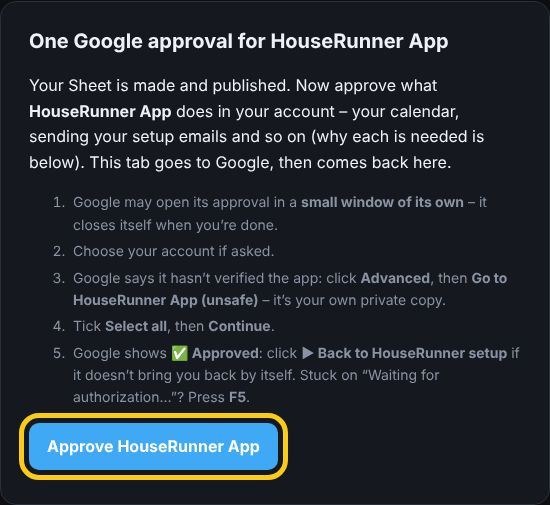 One Google approval for HouseRunner App
Your Sheet is made and published. Now approve what
HouseRunner App does in your account – your calendar,
sending your setup emails and so on (why each is needed is
below). This tab goes to Google, then comes back here.
1. Google may open its approval in a small window of its own – it
closes itself when you’re done.
2. Choose your account if asked.
3. Google says it hasn’t verified the app: click Advanced, then Go to
HouseRunner App (unsafe) – it’s your own private copy.
4. Tick Select all, then Continue.
5. Google shows ✅ Approved: click ▶ Back to HouseRunner setup if
it doesn’t bring you back by itself. Stuck on “Waiting for
authorization…”? Press F5.
Approve HouseRunner App